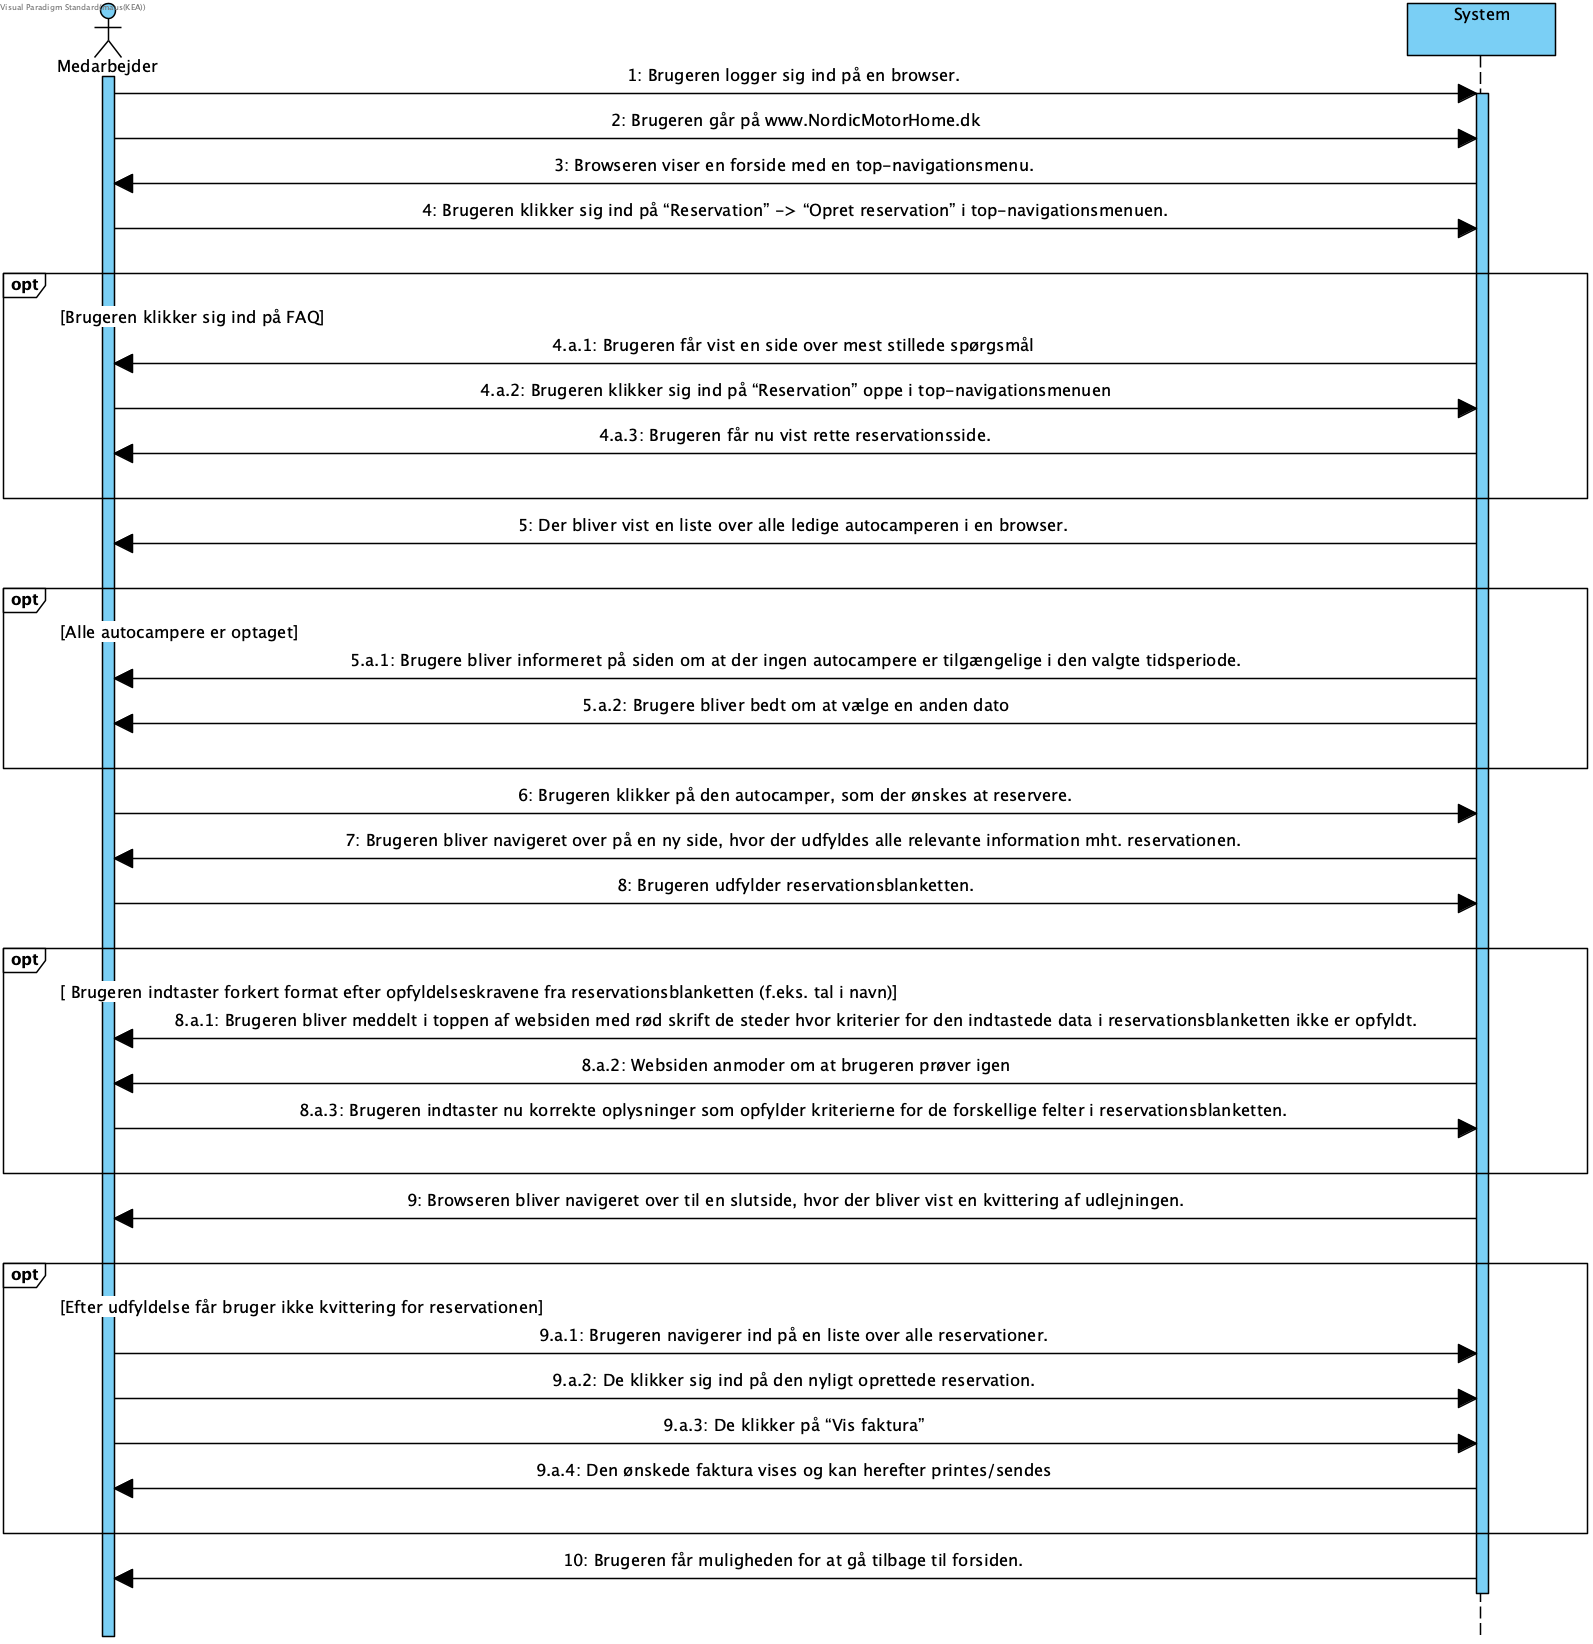 Visual Paradigm Standard(
(KEA))
System
Medarbejder
1: Brugeren logger sig ind på en browser.
2: Brugeren går på www.NordicMotorHome.dk
3: Browseren viser en forside med en top-navigationsmenu.
4: Brugeren klikker sig ind på “Reservation” -> “Opret reservation” i top-navigationsmenuen.
opt
[Brugeren klikker sig ind på FAQ]
4.a.1: Brugeren får vist en side over mest stillede spørgsmål
4.a.2: Brugeren klikker sig ind på “Reservation” oppe i top-navigationsmenuen
4.a.3: Brugeren får nu vist rette reservationsside.
5: Der bliver vist en liste over alle ledige autocamperen i en browser.
opt
[Alle autocampere er optaget]
5.a.1: Brugere bliver informeret på siden om at der ingen autocampere er tilgængelige i den valgte tidsperiode.
5.a.2: Brugere bliver bedt om at vælge en anden dato
6: Brugeren klikker på den autocamper, som der ønskes at reservere.
7: Brugeren bliver navigeret over på en ny side, hvor der udfyldes alle relevante information mht. reservationen.
8: Brugeren udfylder reservationsblanketten.
opt
[ Brugeren indtaster forkert format efter opfyldelseskravene fra reservationsblanketten (f.eks. tal i navn)]
8.a.1: Brugeren bliver meddelt i toppen af websiden med rød skrift de steder hvor kriterier for den indtastede data i reservationsblanketten ikke er opfyldt.
8.a.2: Websiden anmoder om at brugeren prøver igen
8.a.3: Brugeren indtaster nu korrekte oplysninger som opfylder kriterierne for de forskellige felter i reservationsblanketten.
9: Browseren bliver navigeret over til en slutside, hvor der bliver vist en kvittering af udlejningen.
opt
[Efter udfyldelse får bruger ikke kvittering for reservationen]
9.a.1: Brugeren navigerer ind på en liste over alle reservationer.
9.a.2: De klikker sig ind på den nyligt oprettede reservation.
9.a.3: De klikker på “Vis faktura”
9.a.4: Den ønskede faktura vises og kan herefter printes/sendes
10: Brugeren får muligheden for at gå tilbage til forsiden.